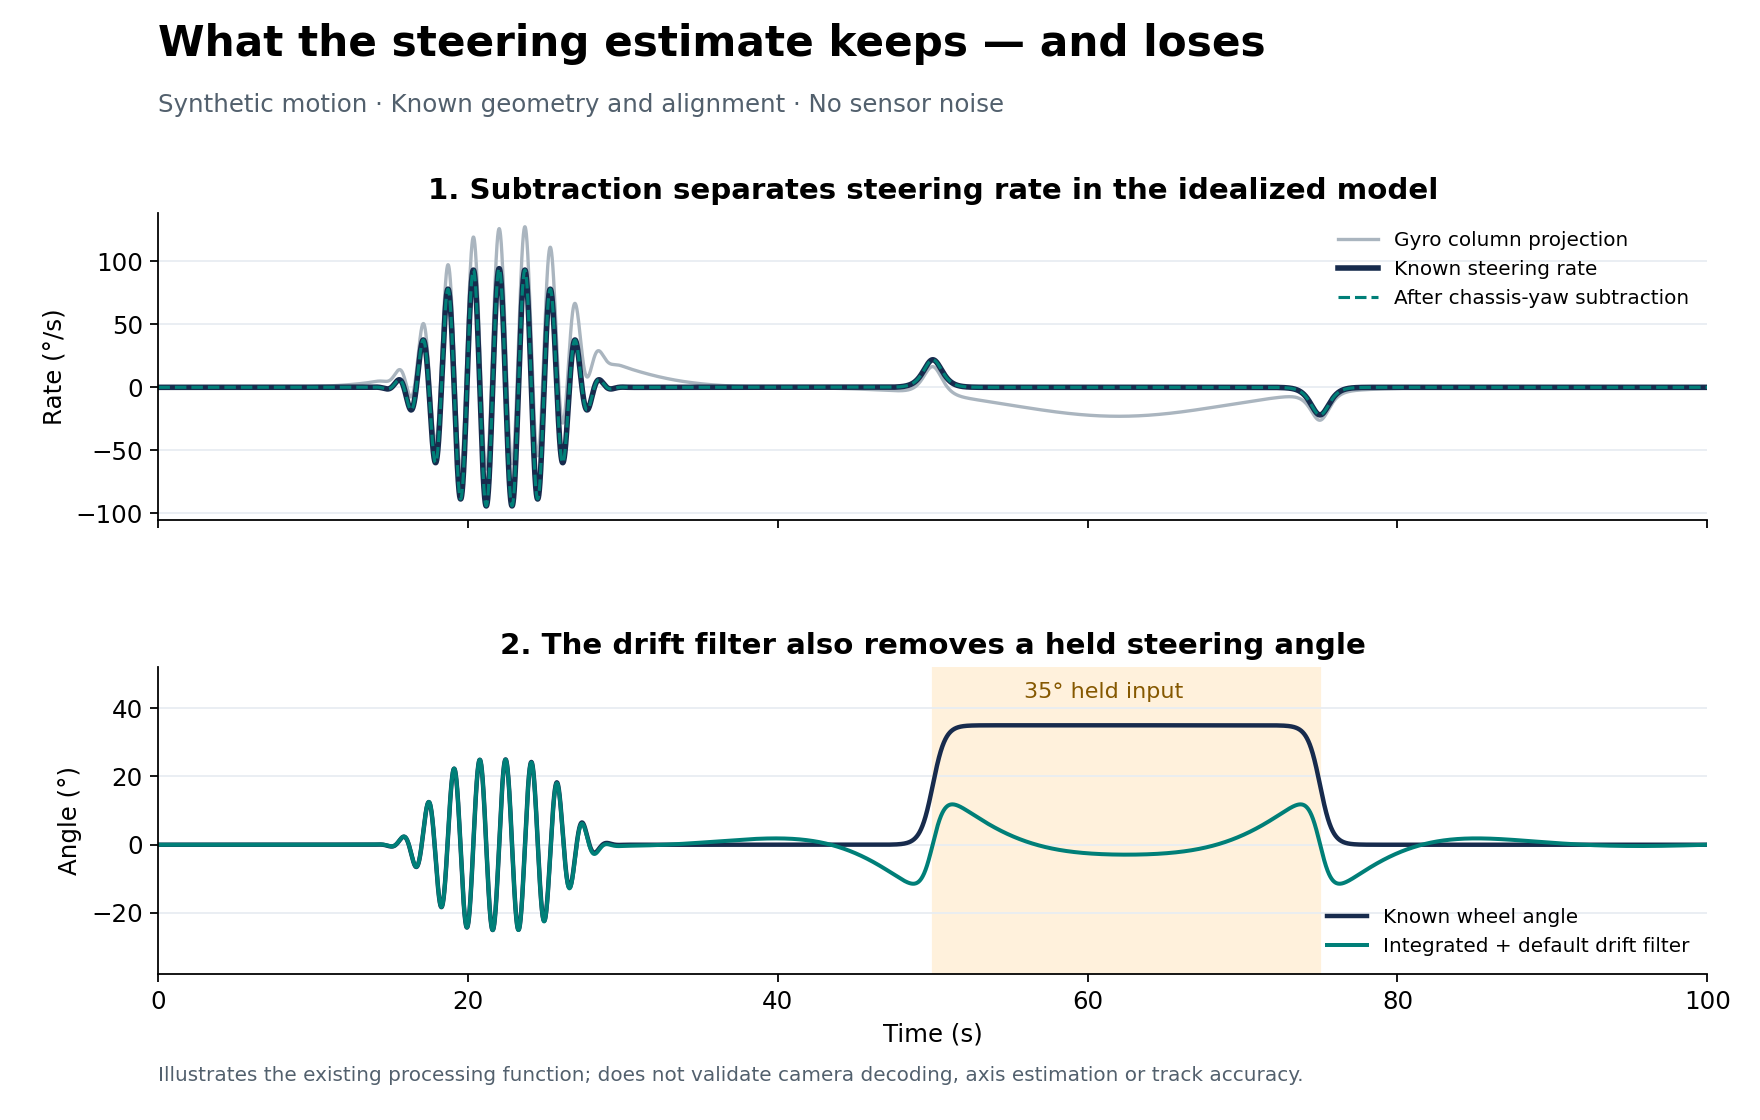 What the steering estimate keeps — and loses
Synthetic motion · Known geometry and alignment · No sensor noise
1. Subtraction separates steering rate in the idealized model
Gyro column projection
Known steering rate
After chassis-yaw subtraction
Rate (°/s)
100
50
0
−50
−100
2. The drift filter also removes a held steering angle
35° held input
Angle (°)
40
20
0
−20
Known wheel angle
Integrated + default drift filter
0 20 40 60 80 100
Time (s)
Illustrates the existing processing function; does not validate camera decoding, axis estimation or track accuracy.